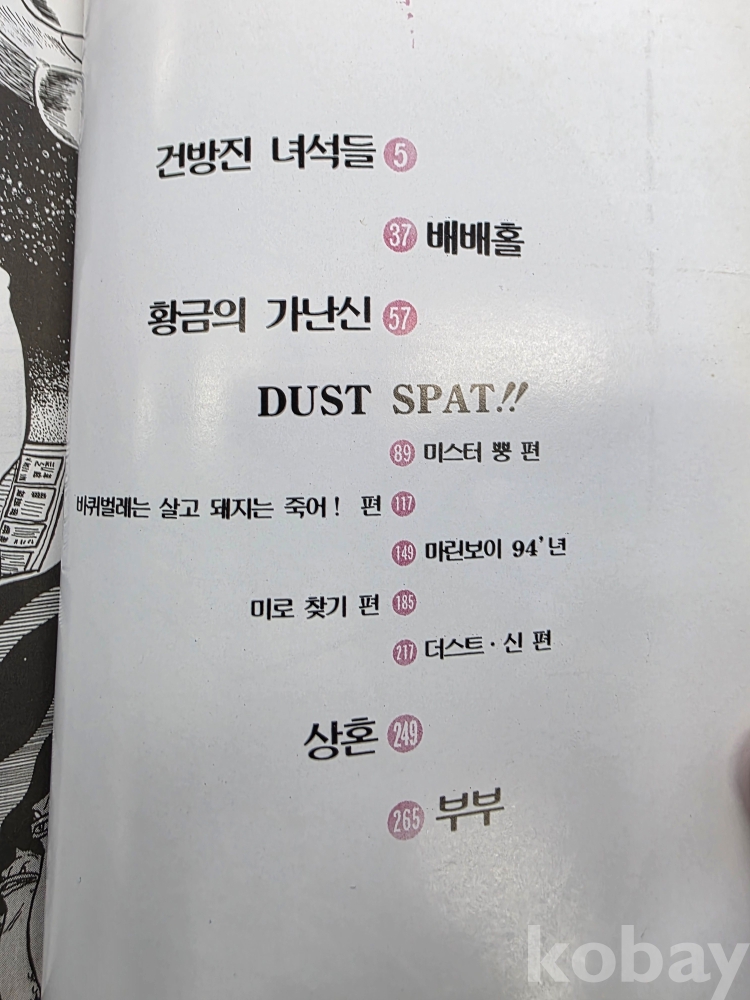 건방진 녀석들 5
37 배배홀
황금의 가난신 57
DUST SPAT!!
89 미스터 뿅 편
바퀴벌레는 살고 돼지는 죽어! 편 117
149 마린보이 94'년
미로 찾기 편 185
217 더스트·신 편
상혼 249
265 부부
kobay